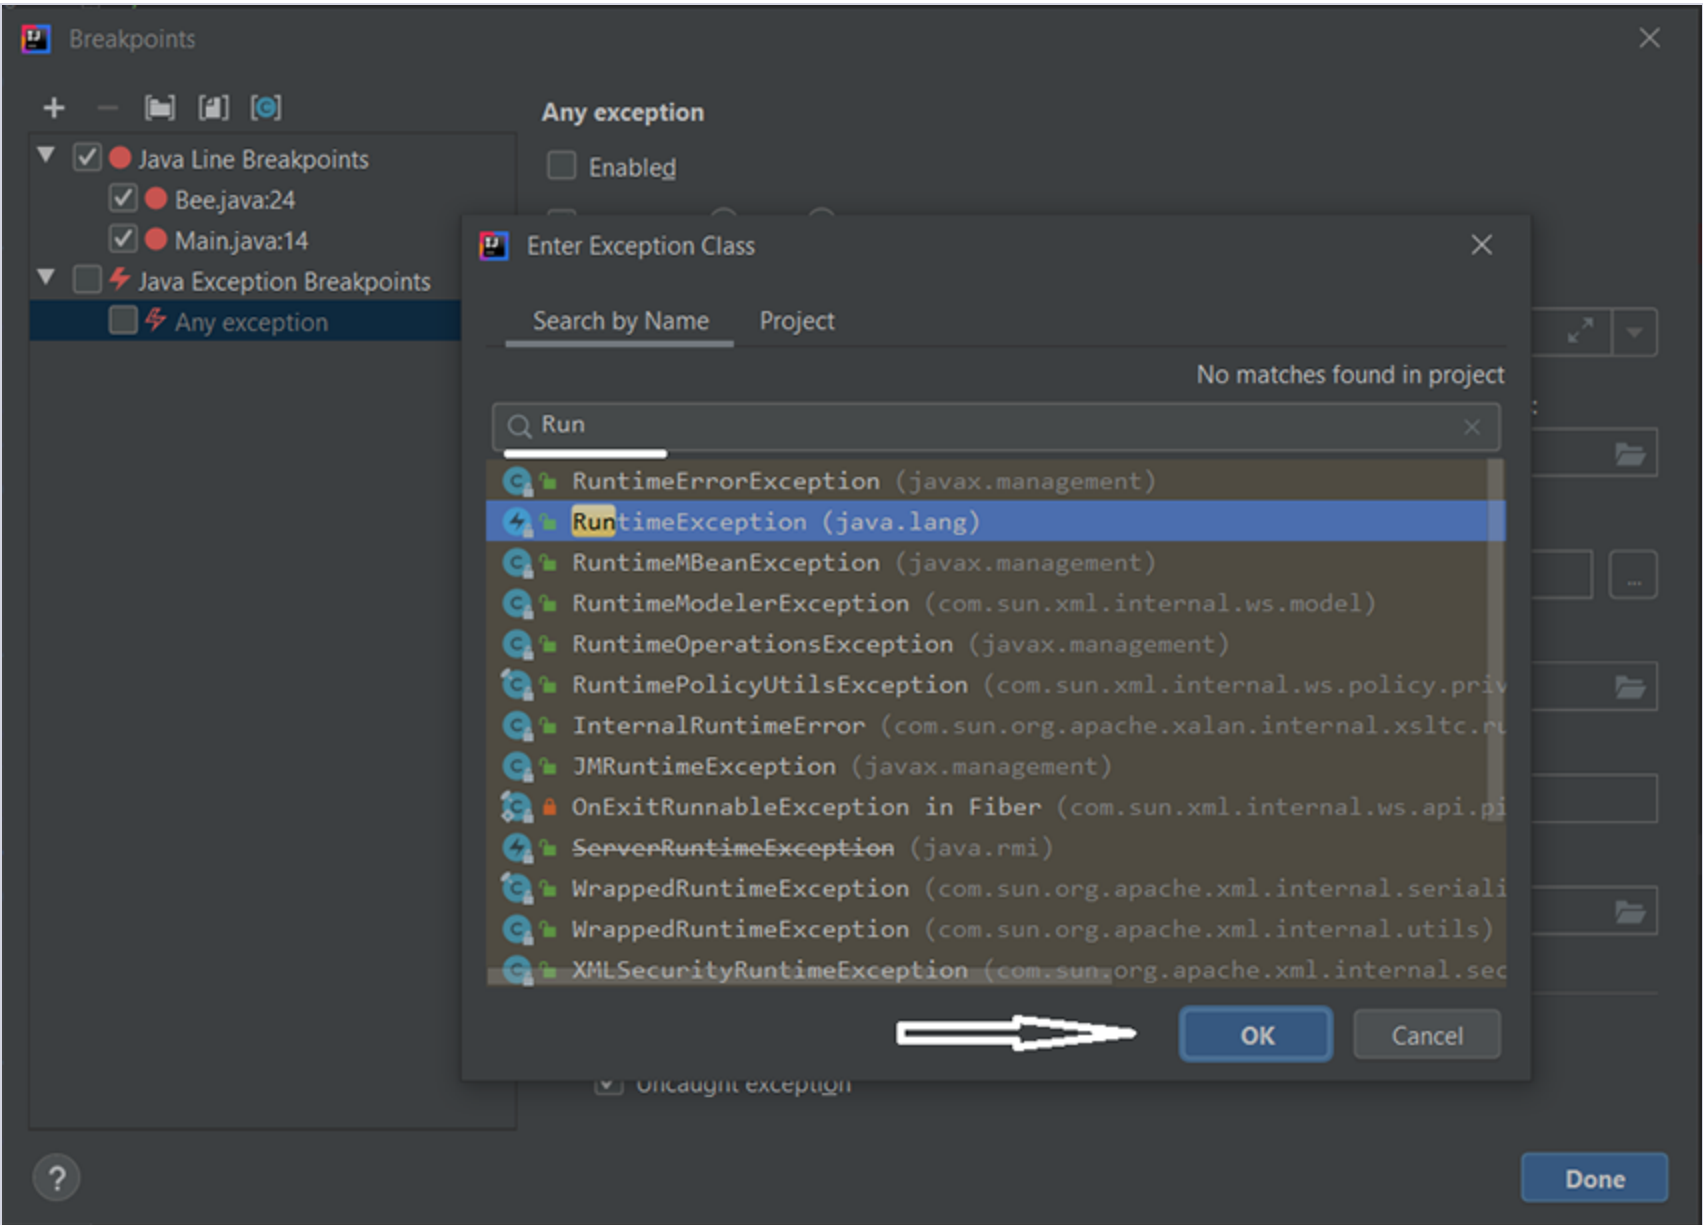 Breakpoints
Any exception
Java Line Breakpoints
Enabled
Bee.java:24
Main.java:14
Java Exception Breakpoints
Any exception
Enter Exception Class
Search by Name Project
No matches found in project
Run
RuntimeErrorException (javax.management)
RuntimeException (java.lang)
RuntimeMBeanException (javax.management)
RuntimeModelerException (com.sun.xml.internal.ws.model)
RuntimeOperationsException (javax.management)
RuntimePolicyUtilsException (com.sun.xml.internal.ws.policy.priv
InternalRuntimeError (com.sun.org.apache.xalan.internal.xsltc.ru
JMRuntimeException (javax.management)
OnExitRunnableException in Fiber (com.sun.xml.internal.ws.api.pi
ServerRuntimeException (java.rmi)
WrappedRuntimeException (com.sun.org.apache.xml.internal.seriali
WrappedRuntimeException (com.sun.org.apache.xml.internal.utils)
XMLSecurityRuntimeException (com.sun.org.apache.xml.internal.sec
OK Cancel
Uncaught exception
? Done